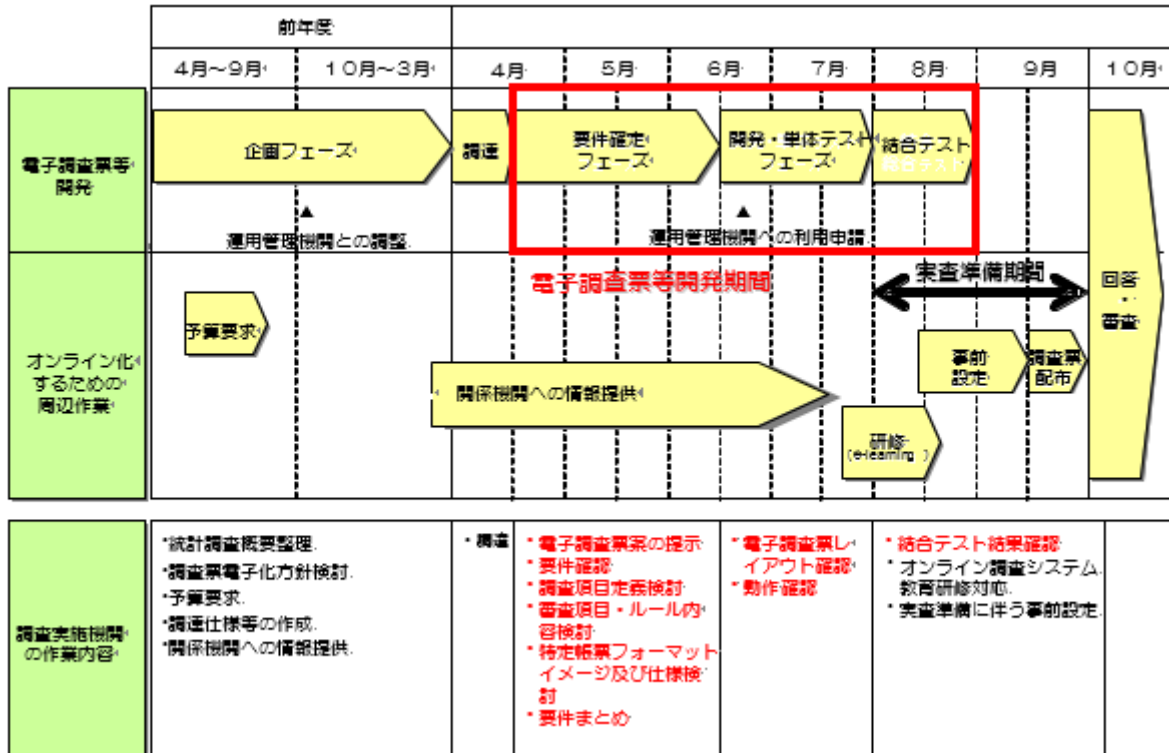 前年度
4月～9月
10月～3月
4月
5月
6月
7月
8月
9月
10月
電子調査票等
開発
企画フェーズ
調達
要件確定
フェーズ
開発・単体テスト
フェーズ
結合テスト
総合テスト
▲
運用管理機関との調整
▲
運用管理機関への利用申請
電子調査票等開発期間
実査準備期間
回答
・
審査
オンライン化
するための
周辺作業
予算要求
関係機関への情報提供
事前
設定
調査票
配布
研修
(e-learning )
調査実施機関
の作業内容
・統計調査概要整理
・調査票電子化方針検討
・予算要求
・調達仕様等の作成
・関係機関への情報提供
・調達
・電子調査票案の提示
・要件確認
・調査項目定義検討
・審査項目・ルール内
容検討
・特定帳票フォーマット
イメージ及び仕様検
討
・要件まとめ
・電子調査票レ
イアウト確認
・動作確認
・結合テスト結果確認
・オンライン調査システム
教育研修対応
・実査準備に伴う事前設定